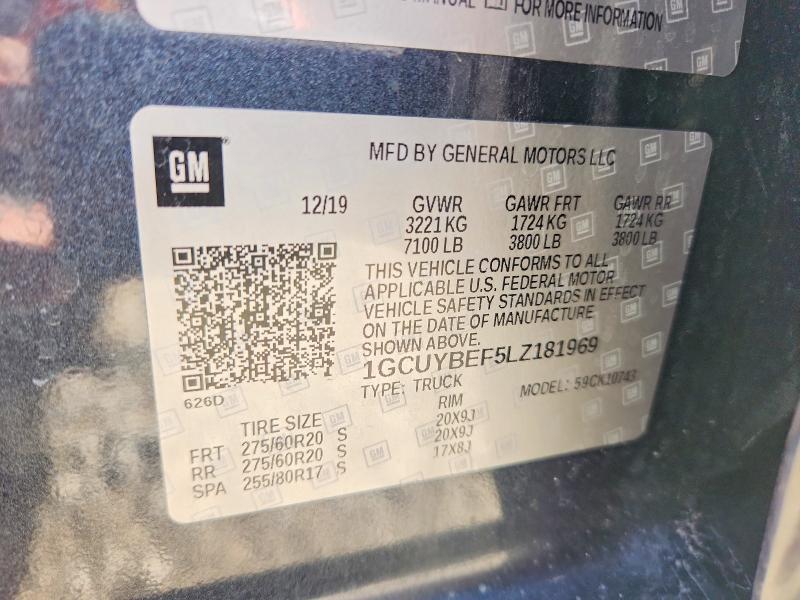 MANUAL FOR MORE INFORMATION
GM
MFD BY GENERAL MOTORS LLC
12/19 GVWR GAWR FRT GAWR RR
3221 KG 1724 KG 1724 KG
7100 LB 3800 LB 3800 LB
THIS VEHICLE CONFORMS TO ALL
APPLICABLE U.S. FEDERAL MOTOR
VEHICLE SAFETY STANDARDS IN EFFECT
ON THE DATE OF MANUFACTURE
SHOWN ABOVE.
1GCUYBEF5LZ181969
TYPE: TRUCK MODEL: 59CK10743
626D
TIRE SIZE RIM
FRT 275/60R20 S 20X9J
RR 275/60R20 S 20X9J
SPA 255/80R17 S 17X8J